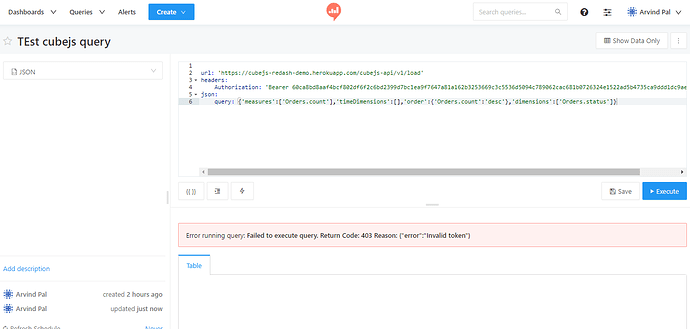 Dashboards Queries Alerts Create Search queries... Arvind Pal
TEst cubejs query Show Data Only
JSON
1
2 url: 'https://cubejs-redash-demo.herokuapp.com/cubejs-api/v1/load'
3 headers:
4 Authorization: "Bearer
5 json:
6 query: {'measures':['Orders.count'],'timeDimensions':[],'order':{'Orders.count':'desc'},'dimensions':['Orders.status']}
{{ }} Save Execute
Error running query: Failed to execute query. Return Code: 403 Reason: {"error":"Invalid token"}
Table
Add description
Arvind Pal created 2 hours ago
Arvind Pal updated just now
Refresh Schedule Never